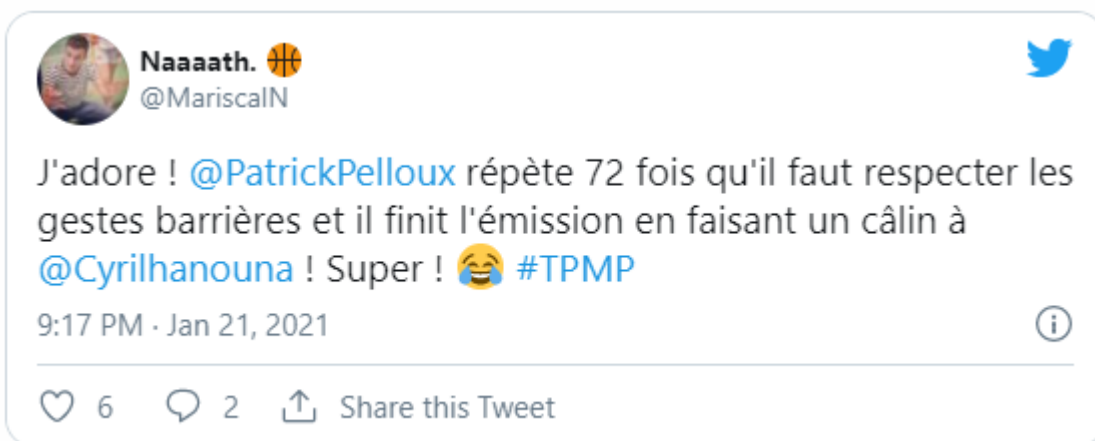 Naaaath. 🏀
@MariscalN
J'adore ! @PatrickPelloux répète 72 fois qu'il faut respecter les
gestes barrières et il finit l'émission en faisant un câlin à
@Cyrilhanouna ! Super ! 😂 #TPMP
9:17 PM · Jan 21, 2021
6 2 Share this Tweet